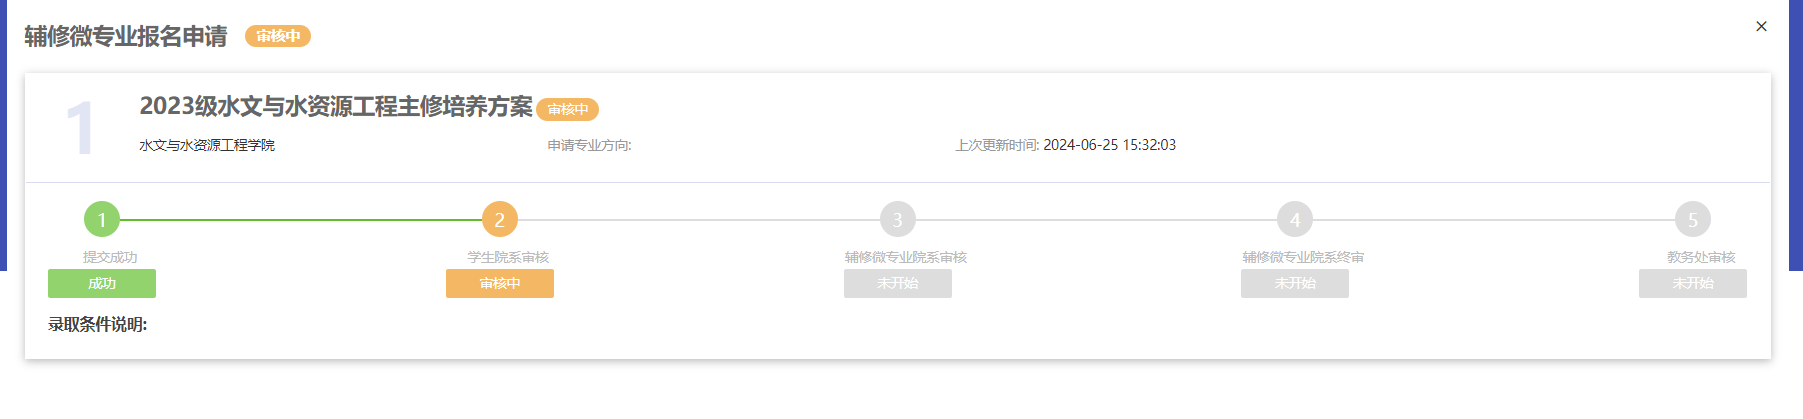 辅修微专业报名申请 审核中
×
1
2023级水文与水资源工程主修培养方案 审核中
水文与水资源工程学院 申请专业方向: 上次更新时间: 2024-06-25 15:32:03
1 2 3 4 5
提交成功 学生院系审核 辅修微专业院系审核 辅修微专业院系终审 教务处审核
成功 审核中 未开始 未开始 未开始
录取条件说明: